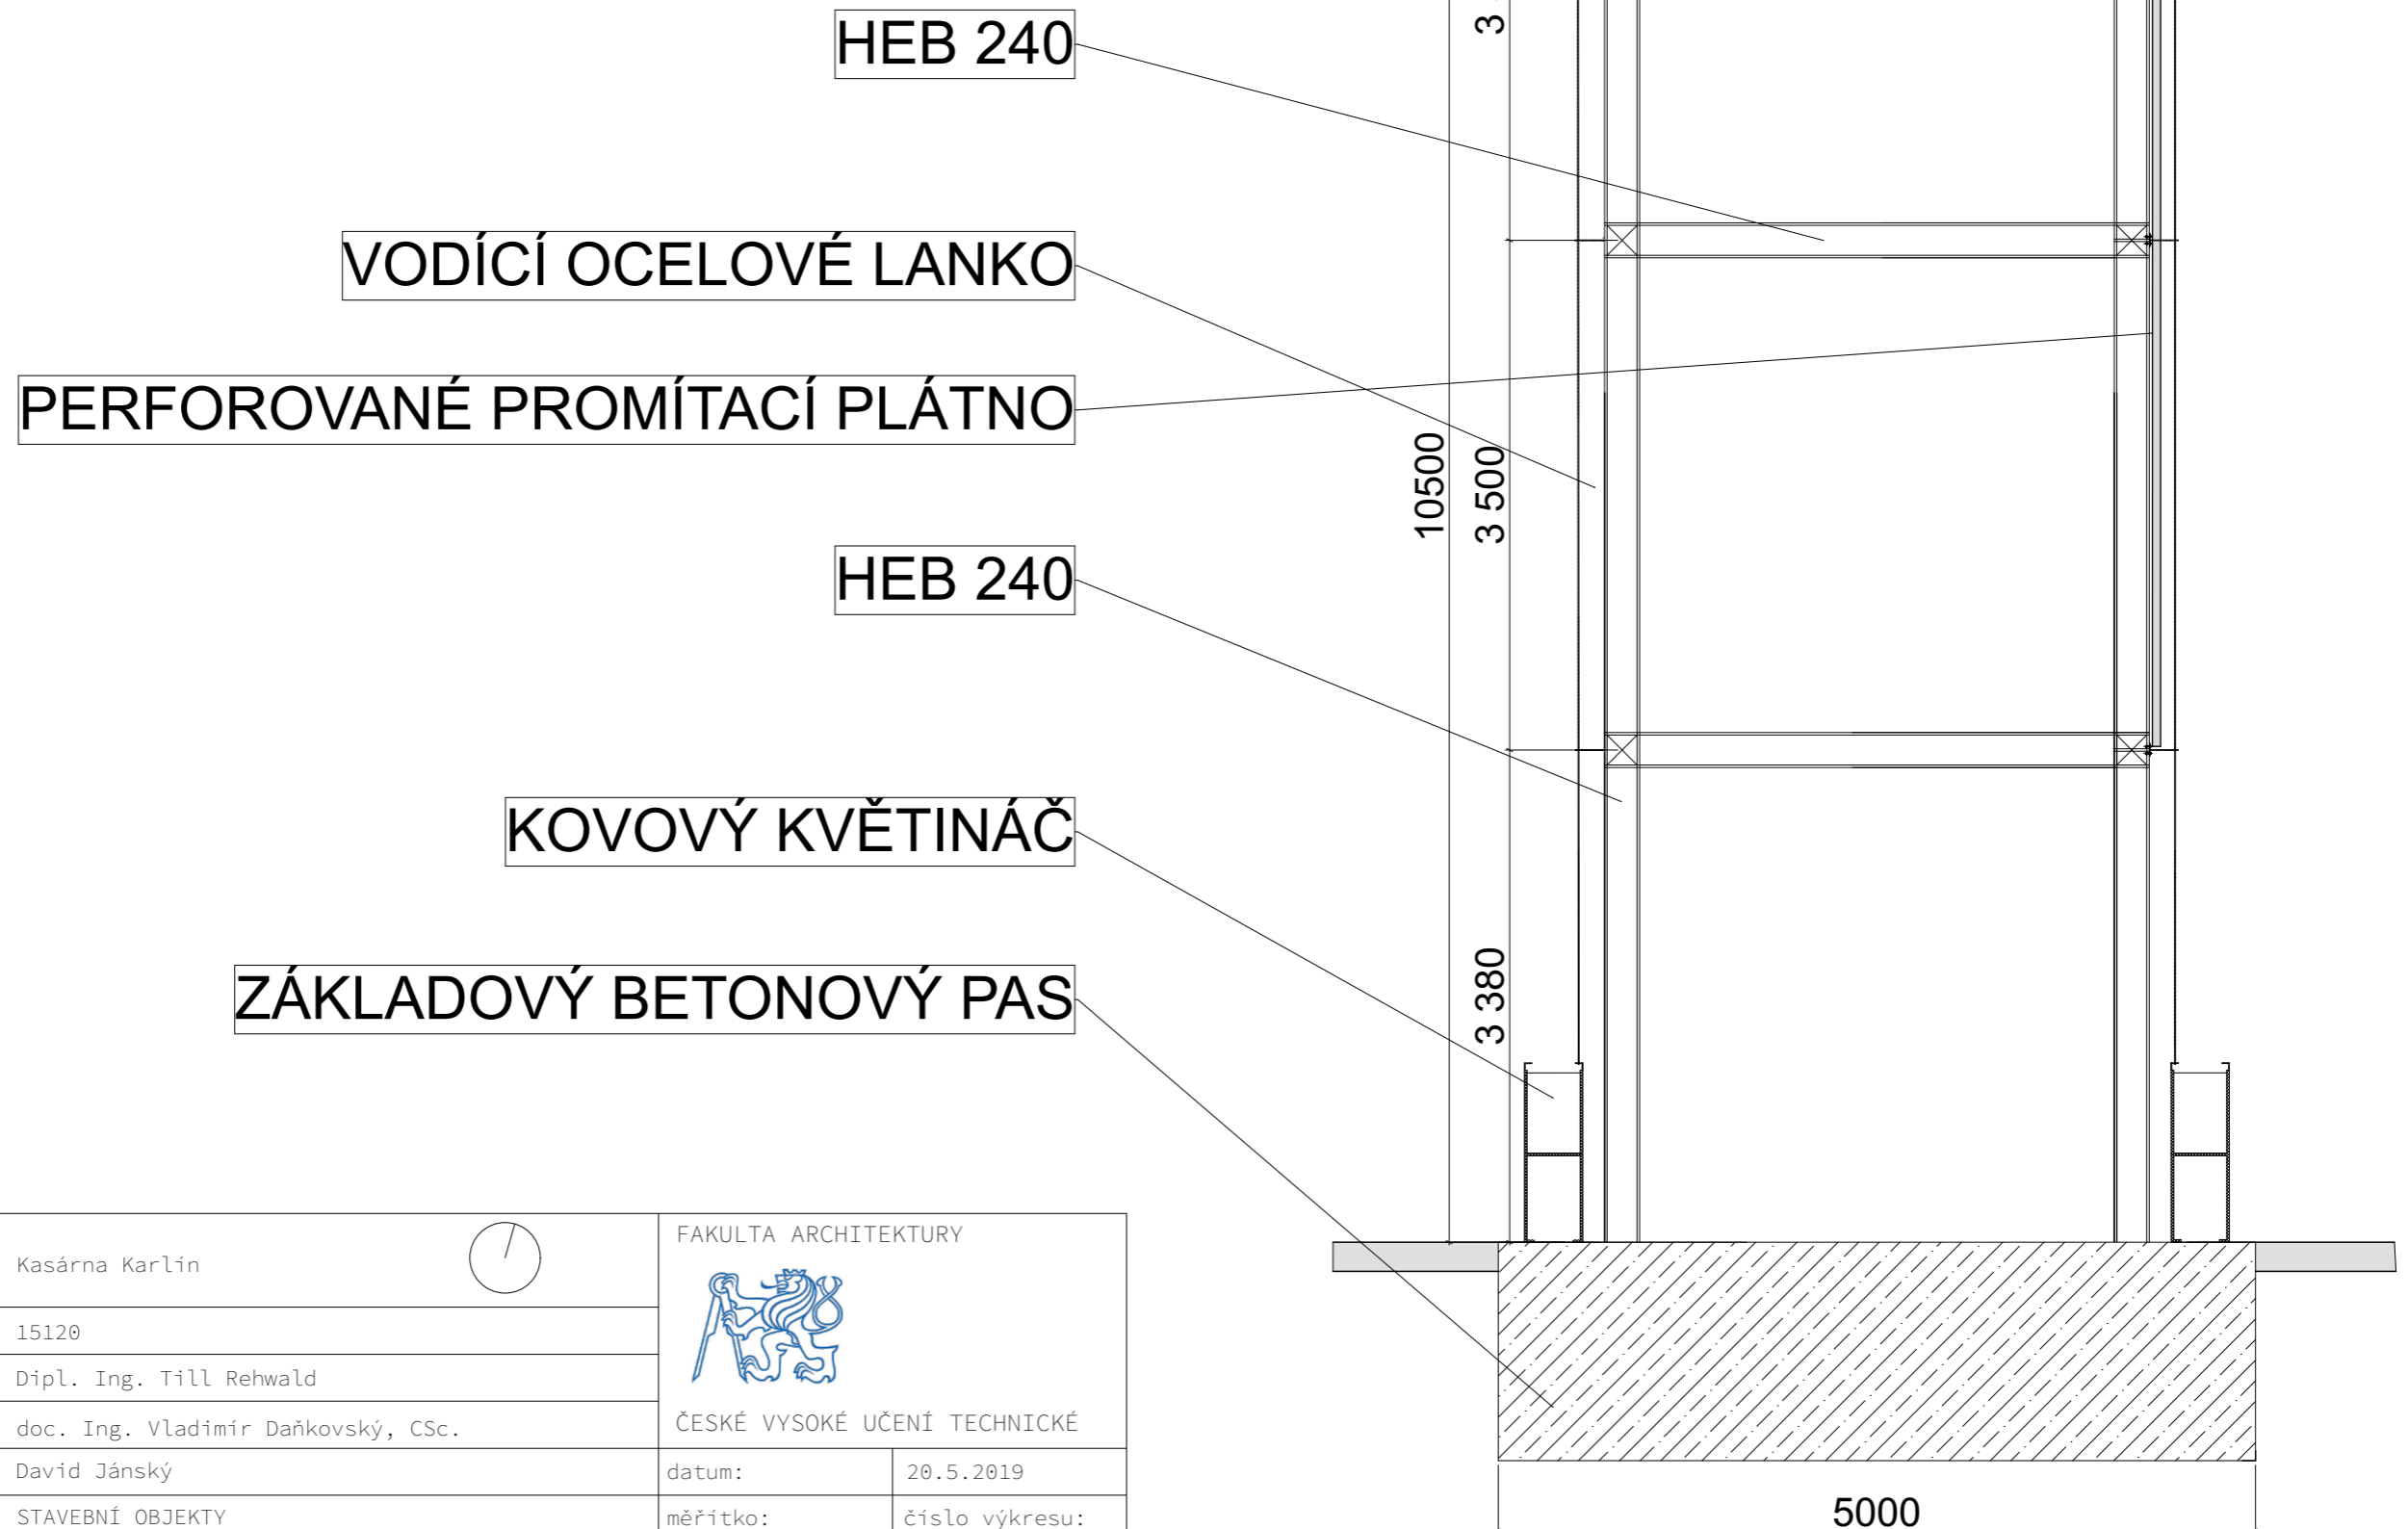 HEB 240
VODÍCÍ OCELOVÉ LANKO
PERFOROVANÉ PROMÍTACÍ PLÁTNO
HEB 240
KOVOVÝ KVĚTINÁČ
ZÁKLADOVÝ BETONOVÝ PAS
3
10500
3 500
3 380
5000
Kasárna Karlín
15120
Dipl. Ing. Till Rehwald
doc. Ing. Vladimír Daňkovský, CSc.
David Jánský
STAVEBNÍ OBJEKTY
FAKULTA ARCHITEKTURY
ČESKÉ VYSOKÉ UČENÍ TECHNICKÉ
datum: 20.5.2019
měřítko: číslo výkresu: